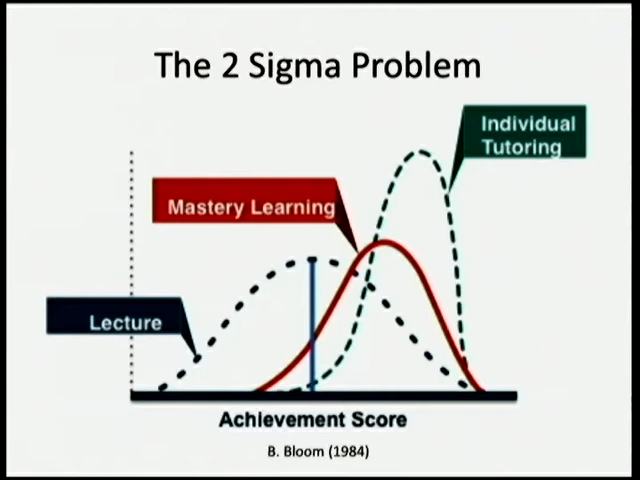 The 2 Sigma Problem
Individual
Tutoring
Mastery Learning
Lecture
Achievement Score
B. Bloom (1984)